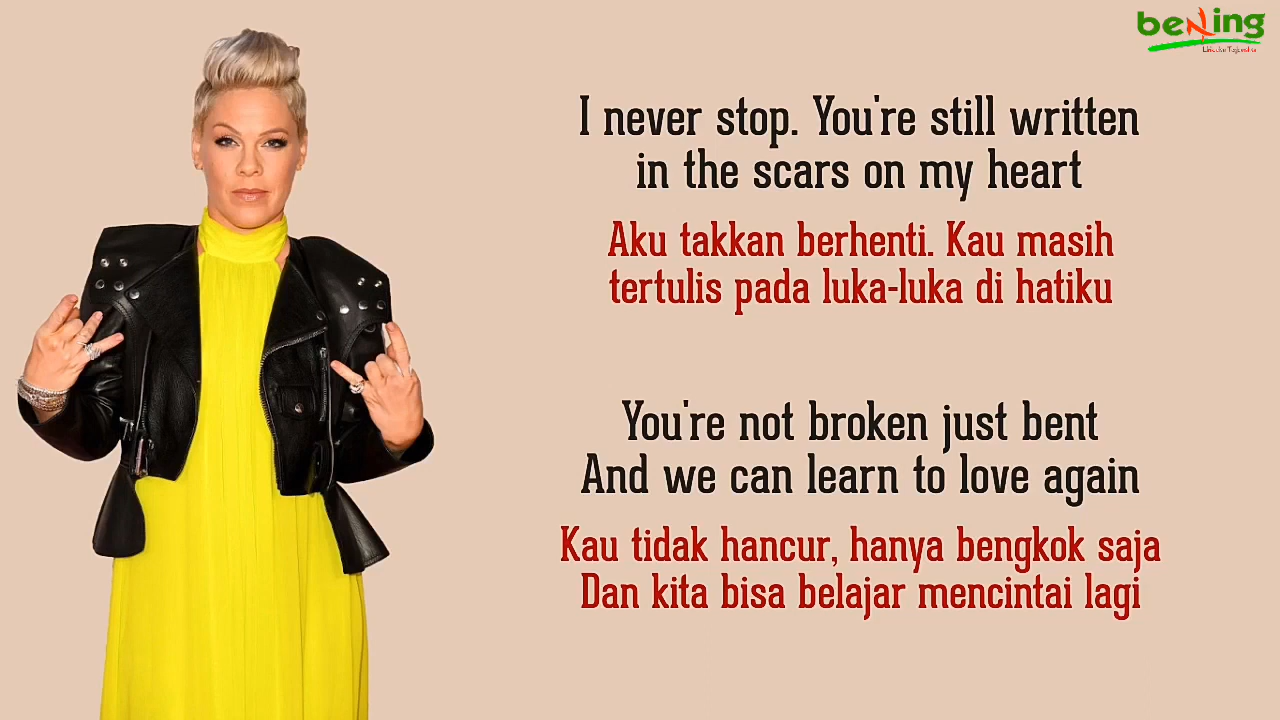 bening
I never stop. You're still written
in the scars on my heart
Aku takkan berhenti. Kau masih
tertulis pada luka-luka di hatiku
You're not broken just bent
And we can learn to love again
Kau tidak hancur, hanya bengkok saja
Dan kita bisa belajar mencintai lagi